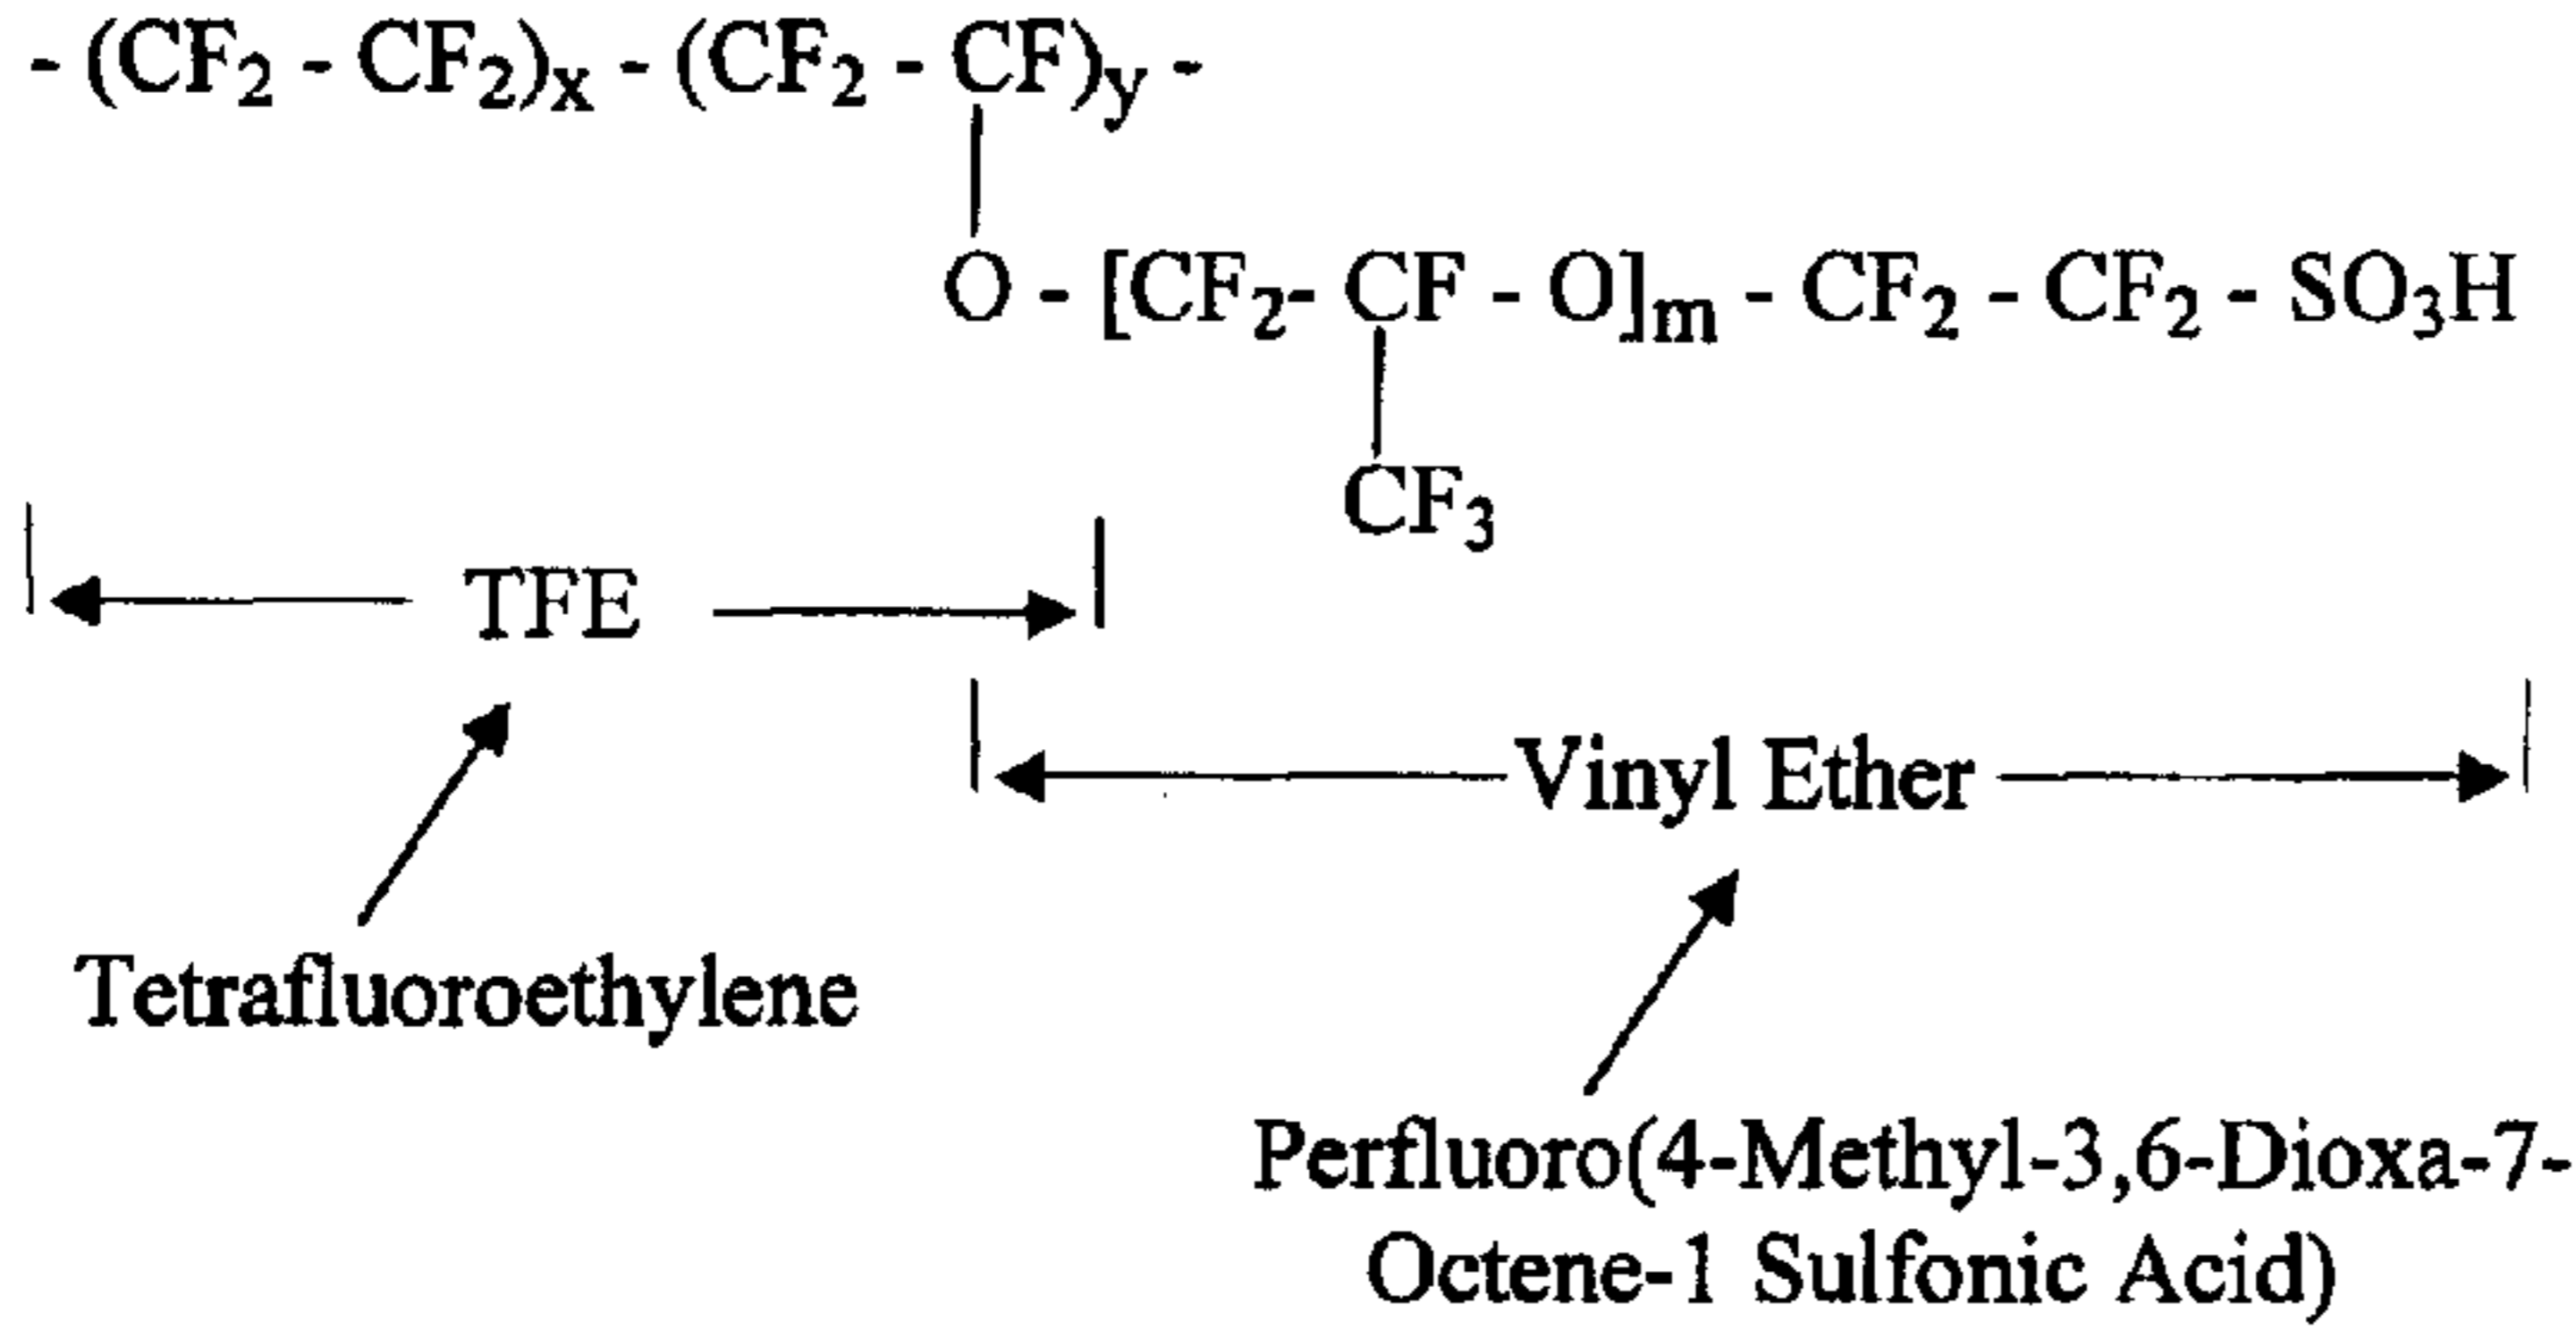 - (CF₂ - CF₂)ₓ - (CF₂ - CF)y -
O - [CF₂- CF - O]ₘ - CF₂ - CF₂ - SO₃H
CF₃
TFE
Vinyl Ether
Tetrafluoroethylene
Perfluoro(4-Methyl-3,6-Dioxa-7-
Octene-1 Sulfonic Acid)